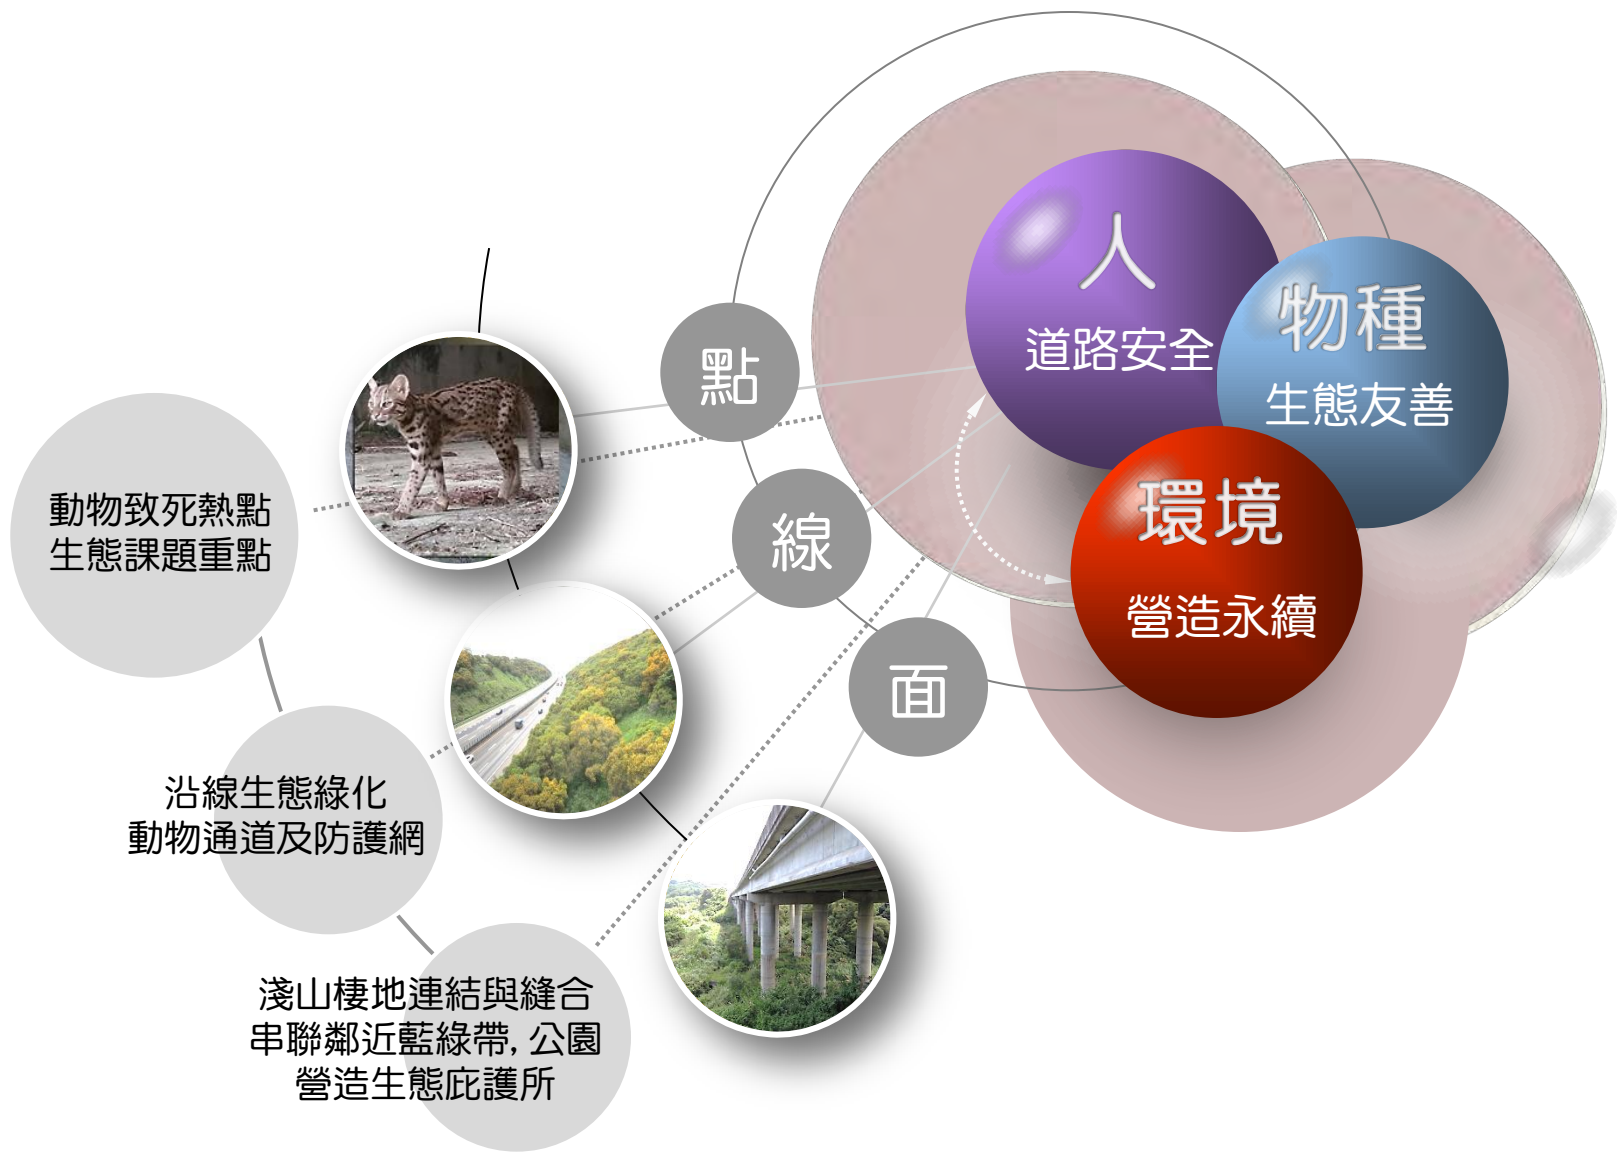 人
道路安全
物種
生態友善
環境
營造永續
點
線
面
動物致死熱點
生態課題重點
沿線生態綠化
動物通道及防護網
淺山棲地連結與縫合
串聯鄰近藍綠帶, 公園
營造生態庇護所